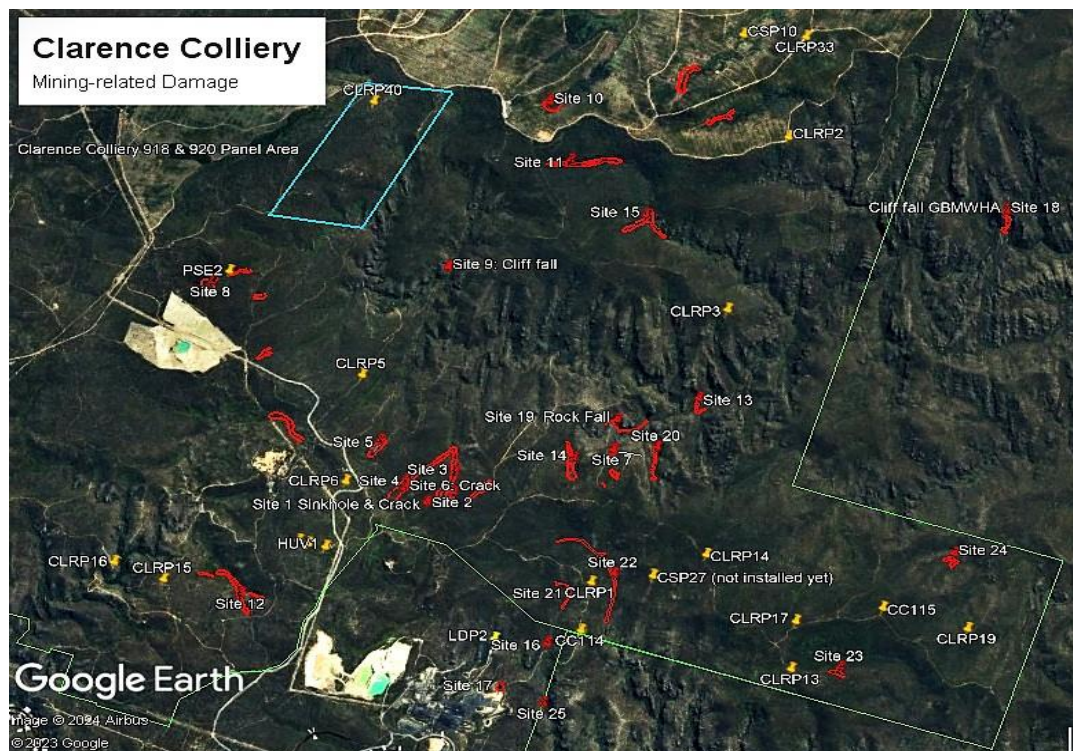 Clarence Colliery
Mining-related Damage
CSP10
CLRP33
CLRP40
Site 10
CLRP2
Clarence Colliery 918 & 920 Panel Area
Site 11
Site 15
Cliff fall GBMWHA
Site 18
PSE2
Site 9: Cliff fall
Site 8
CLRP3
CLRP5
Site 13
Site 19: Rock Fall
Site 5
Site 20
Site 14
Site 7
Site 3
CLRP6
Site 4
Site 6: Crack
Site 1 Sinkhole & Crack
Site 2
HUV1
CLRP16
CLRP15
CLRP14
Site 24
Site 22
CSP27 (not installed yet)
Site 21
CLRP1
Site 12
CC115
CLRP17
CLRP19
LDP2
Site 16
CC114
CLRP13
Site 23
Google Earth
Site 17
Site 25
Image © 2024 Airbus
© 2023 Google